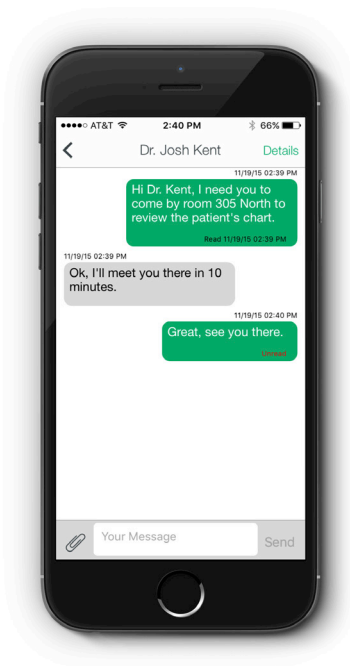 AT&T 2:40 PM 66%
Dr. Josh Kent Details
11/19/15 02:39 PM
Hi Dr. Kent, I need you to
come by room 305 North to
review the patient's chart.
Read 11/19/15 02:39 PM
11/19/15 02:39 PM
Ok, I'll meet you there in 10
minutes.
11/19/15 02:40 PM
Great, see you there.
Unread
Your Message Send